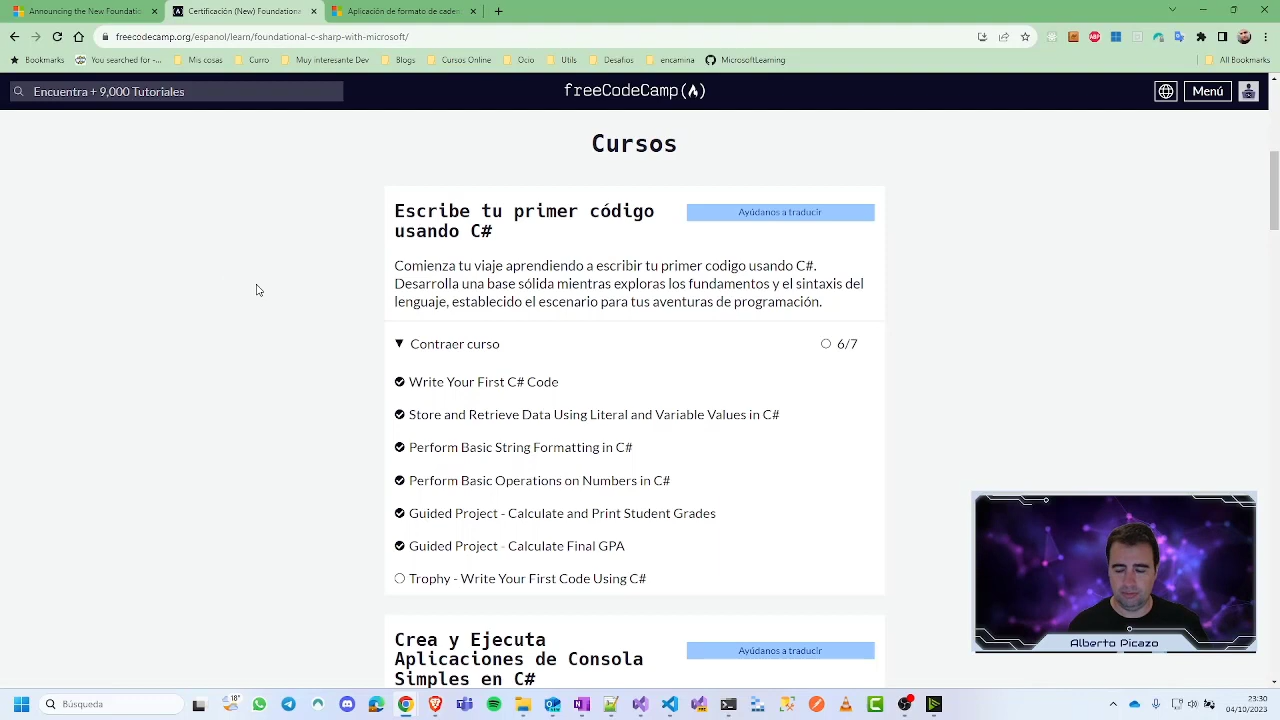 Announcing the New Foundatic
Certificación (New) Foundationa
Aplicación de formato de caden
freecodecamp.org/espanol/learn/foundational-c-sharp-with-microsoft/
Bookmarks
You searched for -...
Mis cosas
Curro
Muy interesante Dev
Blogs
Cursos Online
Ocio
Utils
Desafios
encamina
MicrosoftLearning
All Bookmarks
Encuentra + 9,000 Tutoriales
freeCodeCamp
Menú
Cursos
Escribe tu primer código
usando C#
Ayúdanos a traducir
Comienza tu viaje aprendiendo a escribir tu primer codigo usando C#.
Desarrolla una base sólida mientras exploras los fundamentos y el sintaxis del
lenguaje, establecido el escenario para tus aventuras de programación.
Contraer curso
6/7
Write Your First C# Code
Store and Retrieve Data Using Literal and Variable Values in C#
Perform Basic String Formatting in C#
Perform Basic Operations on Numbers in C#
Guided Project - Calculate and Print Student Grades
Guided Project - Calculate Final GPA
Trophy - Write Your First Code Using C#
Crea y Ejecuta
Aplicaciones de Consola
Simples en C#
Ayúdanos a traducir
Alberto Picazo
Búsqueda
18°
23:30
04/10/2023